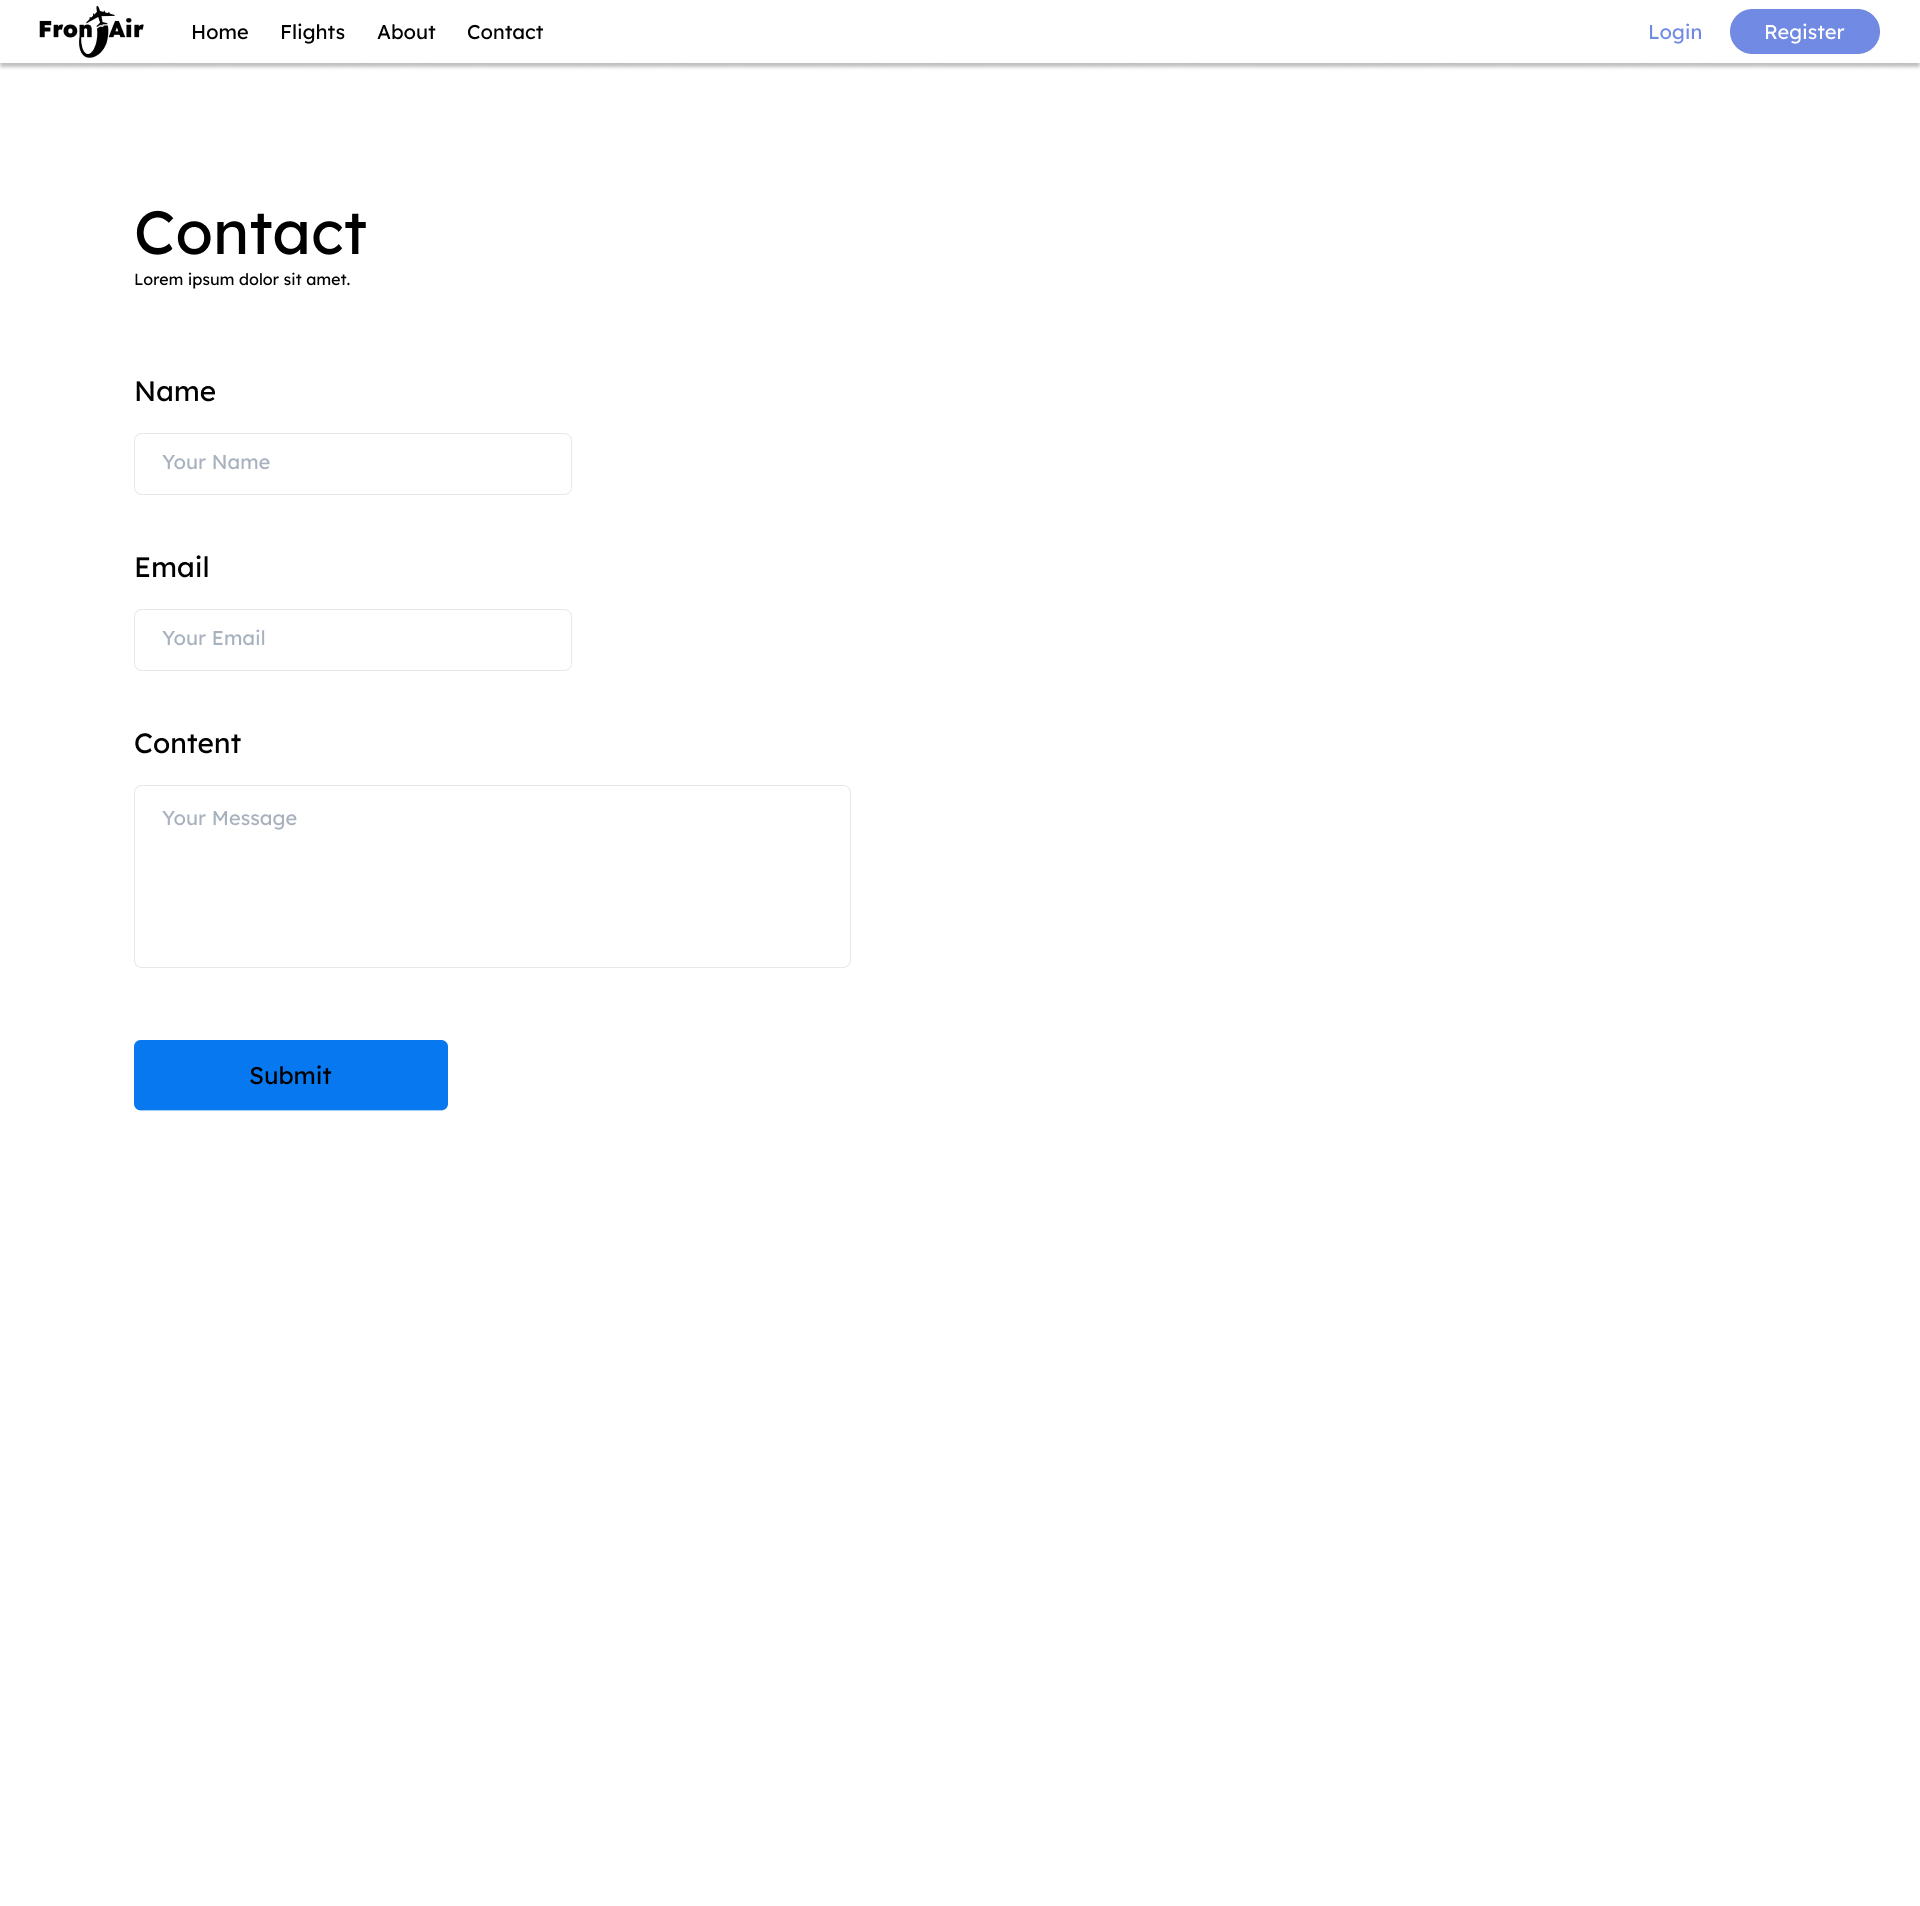 FronTAir
Home Flights About Contact Login Register
Contact
Lorem ipsum dolor sit amet.
Name
Your Name
Email
Your Email
Content
Your Message
Submit